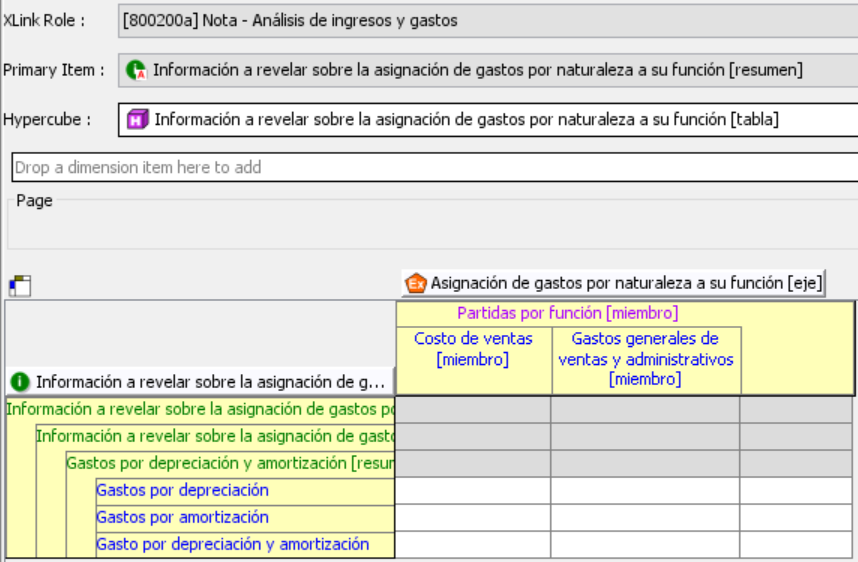 XLink Role :
[800200a] Nota - Análisis de ingresos y gastos
Primary Item :
Información a revelar sobre la asignación de gastos por naturaleza a su función [resumen]
Hypercube :
Información a revelar sobre la asignación de gastos por naturaleza a su función [tabla]
Drop a dimension item here to add
Page
Asignación de gastos por naturaleza a su función [eje]
Partidas por función [miembro]
Costo de ventas
[miembro]
Gastos generales de
ventas y administrativos
[miembro]
Información a revelar sobre la asignación de g...
Información a revelar sobre la asignación de gastos po
Información a revelar sobre la asignación de gasto
Gastos por depreciación y amortización [resur
Gastos por depreciación
Gastos por amortización
Gasto por depreciación y amortización